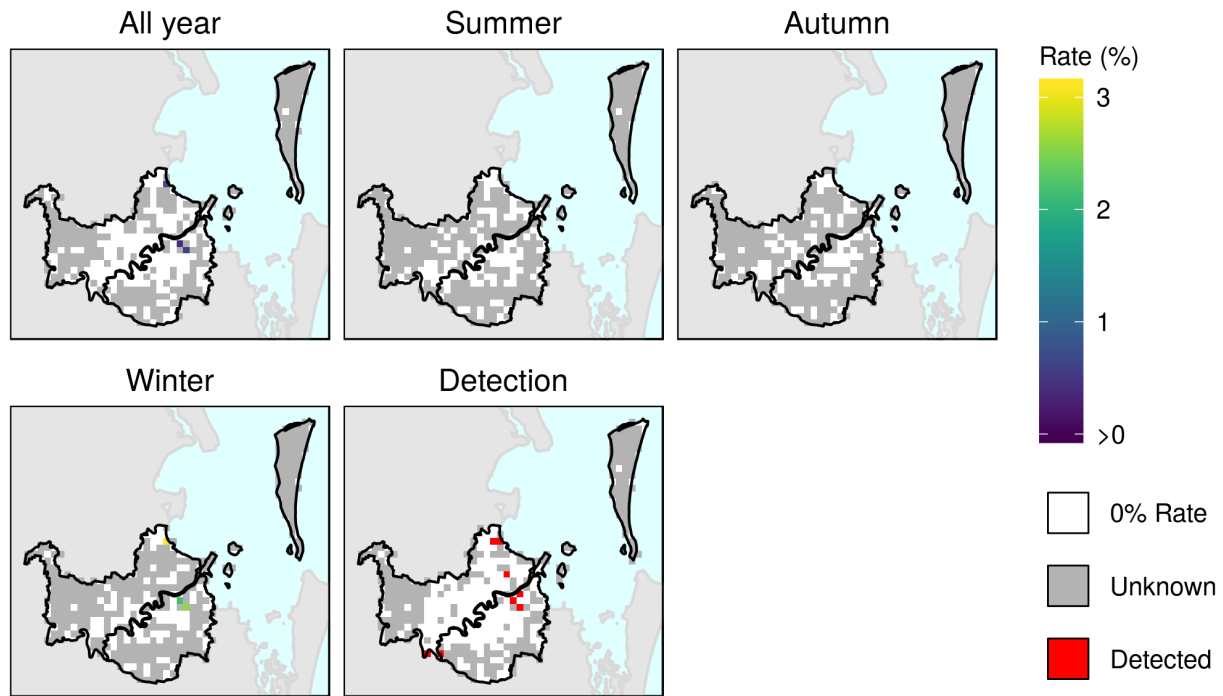 All year
Summer
Autumn
Rate (%)
3
2
1
>0
Winter
Detection
0% Rate
Unknown
Detected